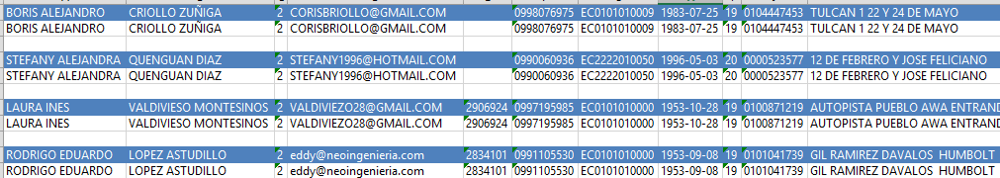 BORIS ALEJANDRO CRIOLLO ZUÑIGA 2 CORISBRIOLLO@GMAIL.COM 0998076975 EC0101010009 1983-07-25 19 0104447453 TULCAN 1 22 Y 24 DE MAYO
BORIS ALEJANDRO CRIOLLO ZUÑIGA 2 CORISBRIOLLO@GMAIL.COM 0998076975 EC0101010009 1983-07-25 19 0104447453 TULCAN 1 22 Y 24 DE MAYO
STEFANY ALEJANDRA QUENGUAN DIAZ 2 STEFANY1996@HOTMAIL.COM 0990060936 EC2222010050 1996-05-03 20 0000523577 12 DE FEBRERO Y JOSE FELICIANO
STEFANY ALEJANDRA QUENGUAN DIAZ 2 STEFANY1996@HOTMAIL.COM 0990060936 EC2222010050 1996-05-03 20 0000523577 12 DE FEBRERO Y JOSE FELICIANO
LAURA INES VALDIVIESO MONTESINOS 2 VALDIVIEZO28@GMAIL.COM 2906924 0997195985 EC0101010000 1953-10-28 19 0100871219 AUTOPISTA PUEBLO AWA ENTRAND
LAURA INES VALDIVIESO MONTESINOS 2 VALDIVIEZO28@GMAIL.COM 2906924 0997195985 EC0101010000 1953-10-28 19 0100871219 AUTOPISTA PUEBLO AWA ENTRAND
RODRIGO EDUARDO LOPEZ ASTUDILLO 2 eddy@neoingenieria.com 2834101 0991105530 EC0101010000 1953-09-08 19 0101041739 GIL RAMIREZ DAVALOS HUMBOLT
RODRIGO EDUARDO LOPEZ ASTUDILLO 2 eddy@neoingenieria.com 2834101 0991105530 EC0101010000 1953-09-08 19 0101041739 GIL RAMIREZ DAVALOS HUMBOLT